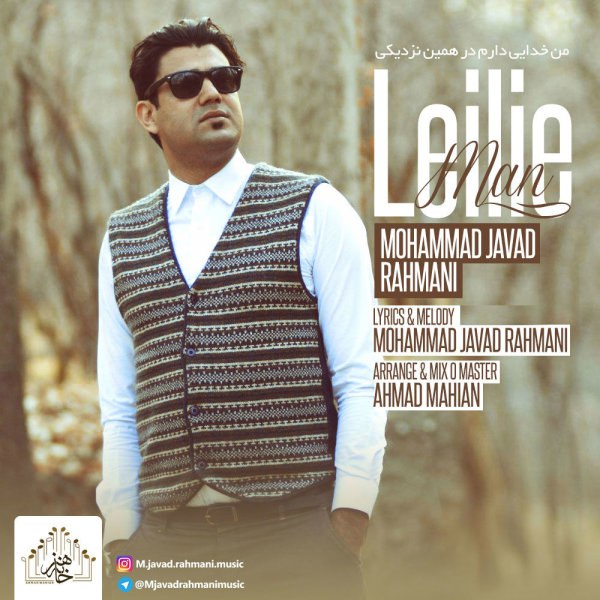 من خدایی دارم در همین نزدیکی
Leilie
Man
MOHAMMAD JAVAD
RAHMANI
LYRICS & MELODY
MOHAMMAD JAVAD RAHMANI
ARRANGE & MIX O MASTER
AHMAD MAHIAN
M.javad.rahmani.music
@Mjavadrahmanimusic